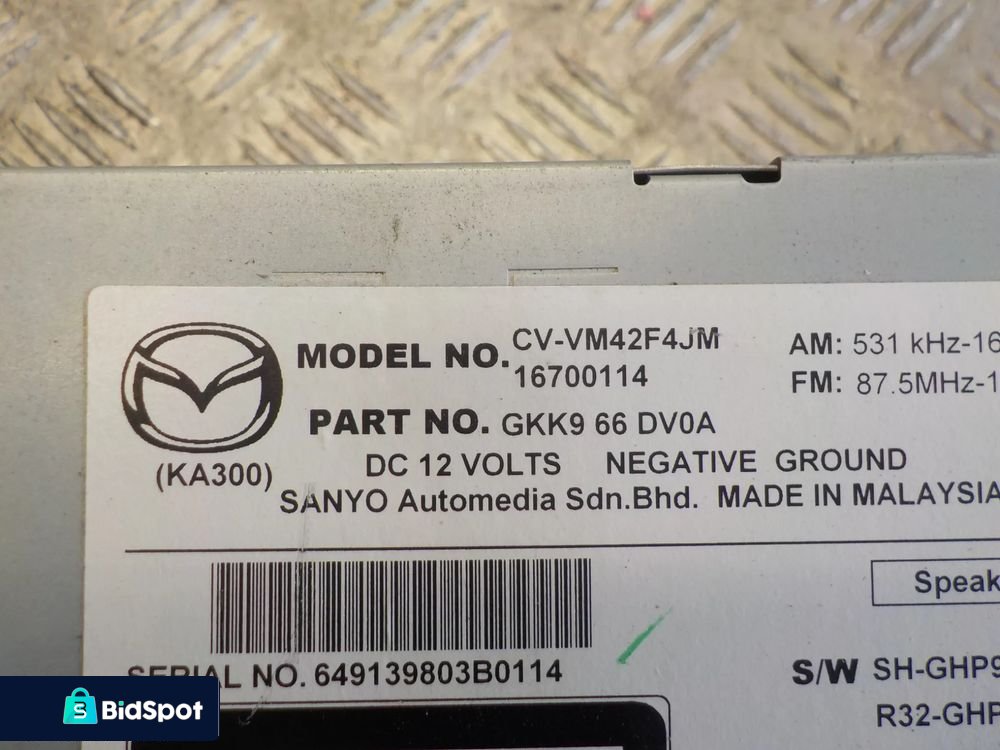 MODEL NO. CV-VM42F4JM
16700114
AM: 531 kHz-16
FM: 87.5MHz-1
PART NO. GKK9 66 DV0A
(KA300)
DC 12 VOLTS NEGATIVE GROUND
SANYO Automedia Sdn.Bhd. MADE IN MALAYSIA
Speak
SERIAL NO. 649139803B0114
S/W SH-GHP9
R32-GHP
BidSpot